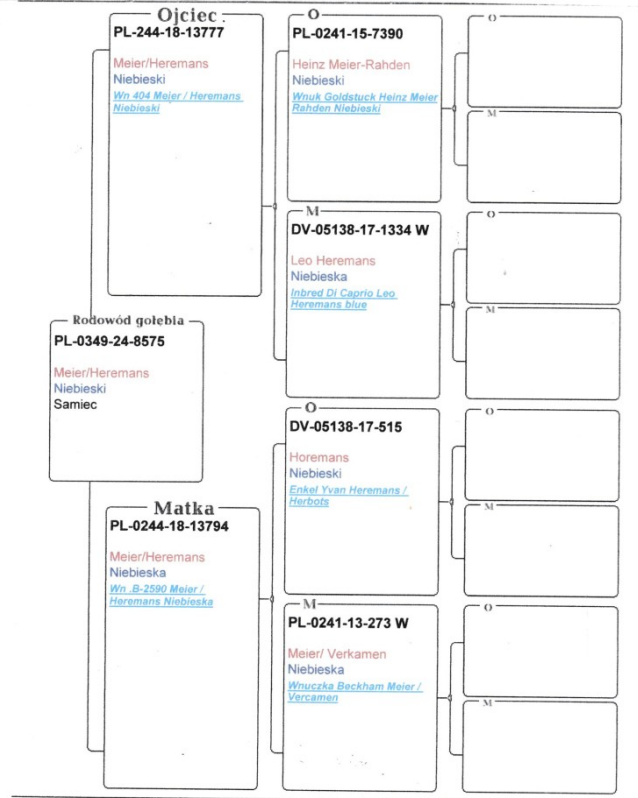 Ojciec
PL-244-18-13777
Meier/Heremans
Niebieski
Wn 404 Meier / Heremans
Niebieski
O
PL-0241-15-7390
Heinz Meier-Rahden
Niebieski
Wnuk Goldstuck Heinz Meier
Rahden Niebieski
O
M
M
DV-05138-17-1334 W
Leo Heremans
Niebieska
Inbred Di Caprio Leo
Heremans blue
O
M
Rodowód gołębia
PL-0349-24-8575
Meier/Heremans
Niebieski
Samiec
Matka
PL-0244-18-13794
Meier/Heremans
Niebieska
Wn .B-2590 Meier /
Heremans Niebieska
O
DV-05138-17-515
Horemans
Niebieski
Enkel Yvan Heremans /
Herbots
O
M
M
PL-0241-13-273 W
Meier/ Verkamen
Niebieska
Wnuczka Beckham Meier /
Vercamen
O
M